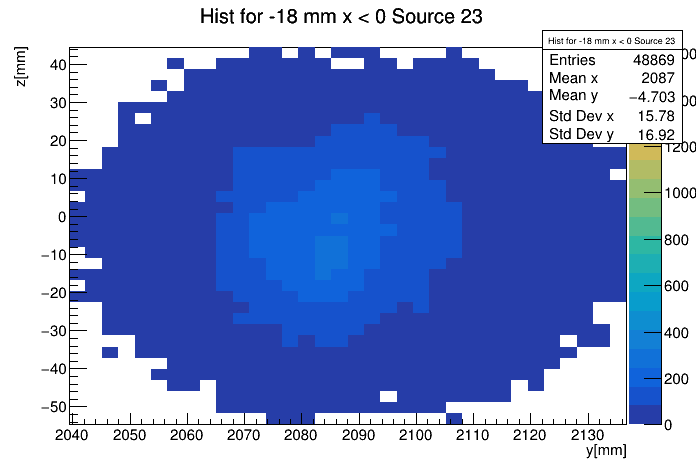 Hist for -18 mm x < 0 Source 23
Hist for -18 mm x < 0 Source 23
Entries 48869
Mean x 2087
Mean y −4.703
Std Dev x 15.78
Std Dev y 16.92
z[mm]
40
30
20
10
0
−10
−20
−30
−40
−50
2040 2050 2060 2070 2080 2090 2100 2110 2120 2130
y[mm]
1200
1000
800
600
400
200
0